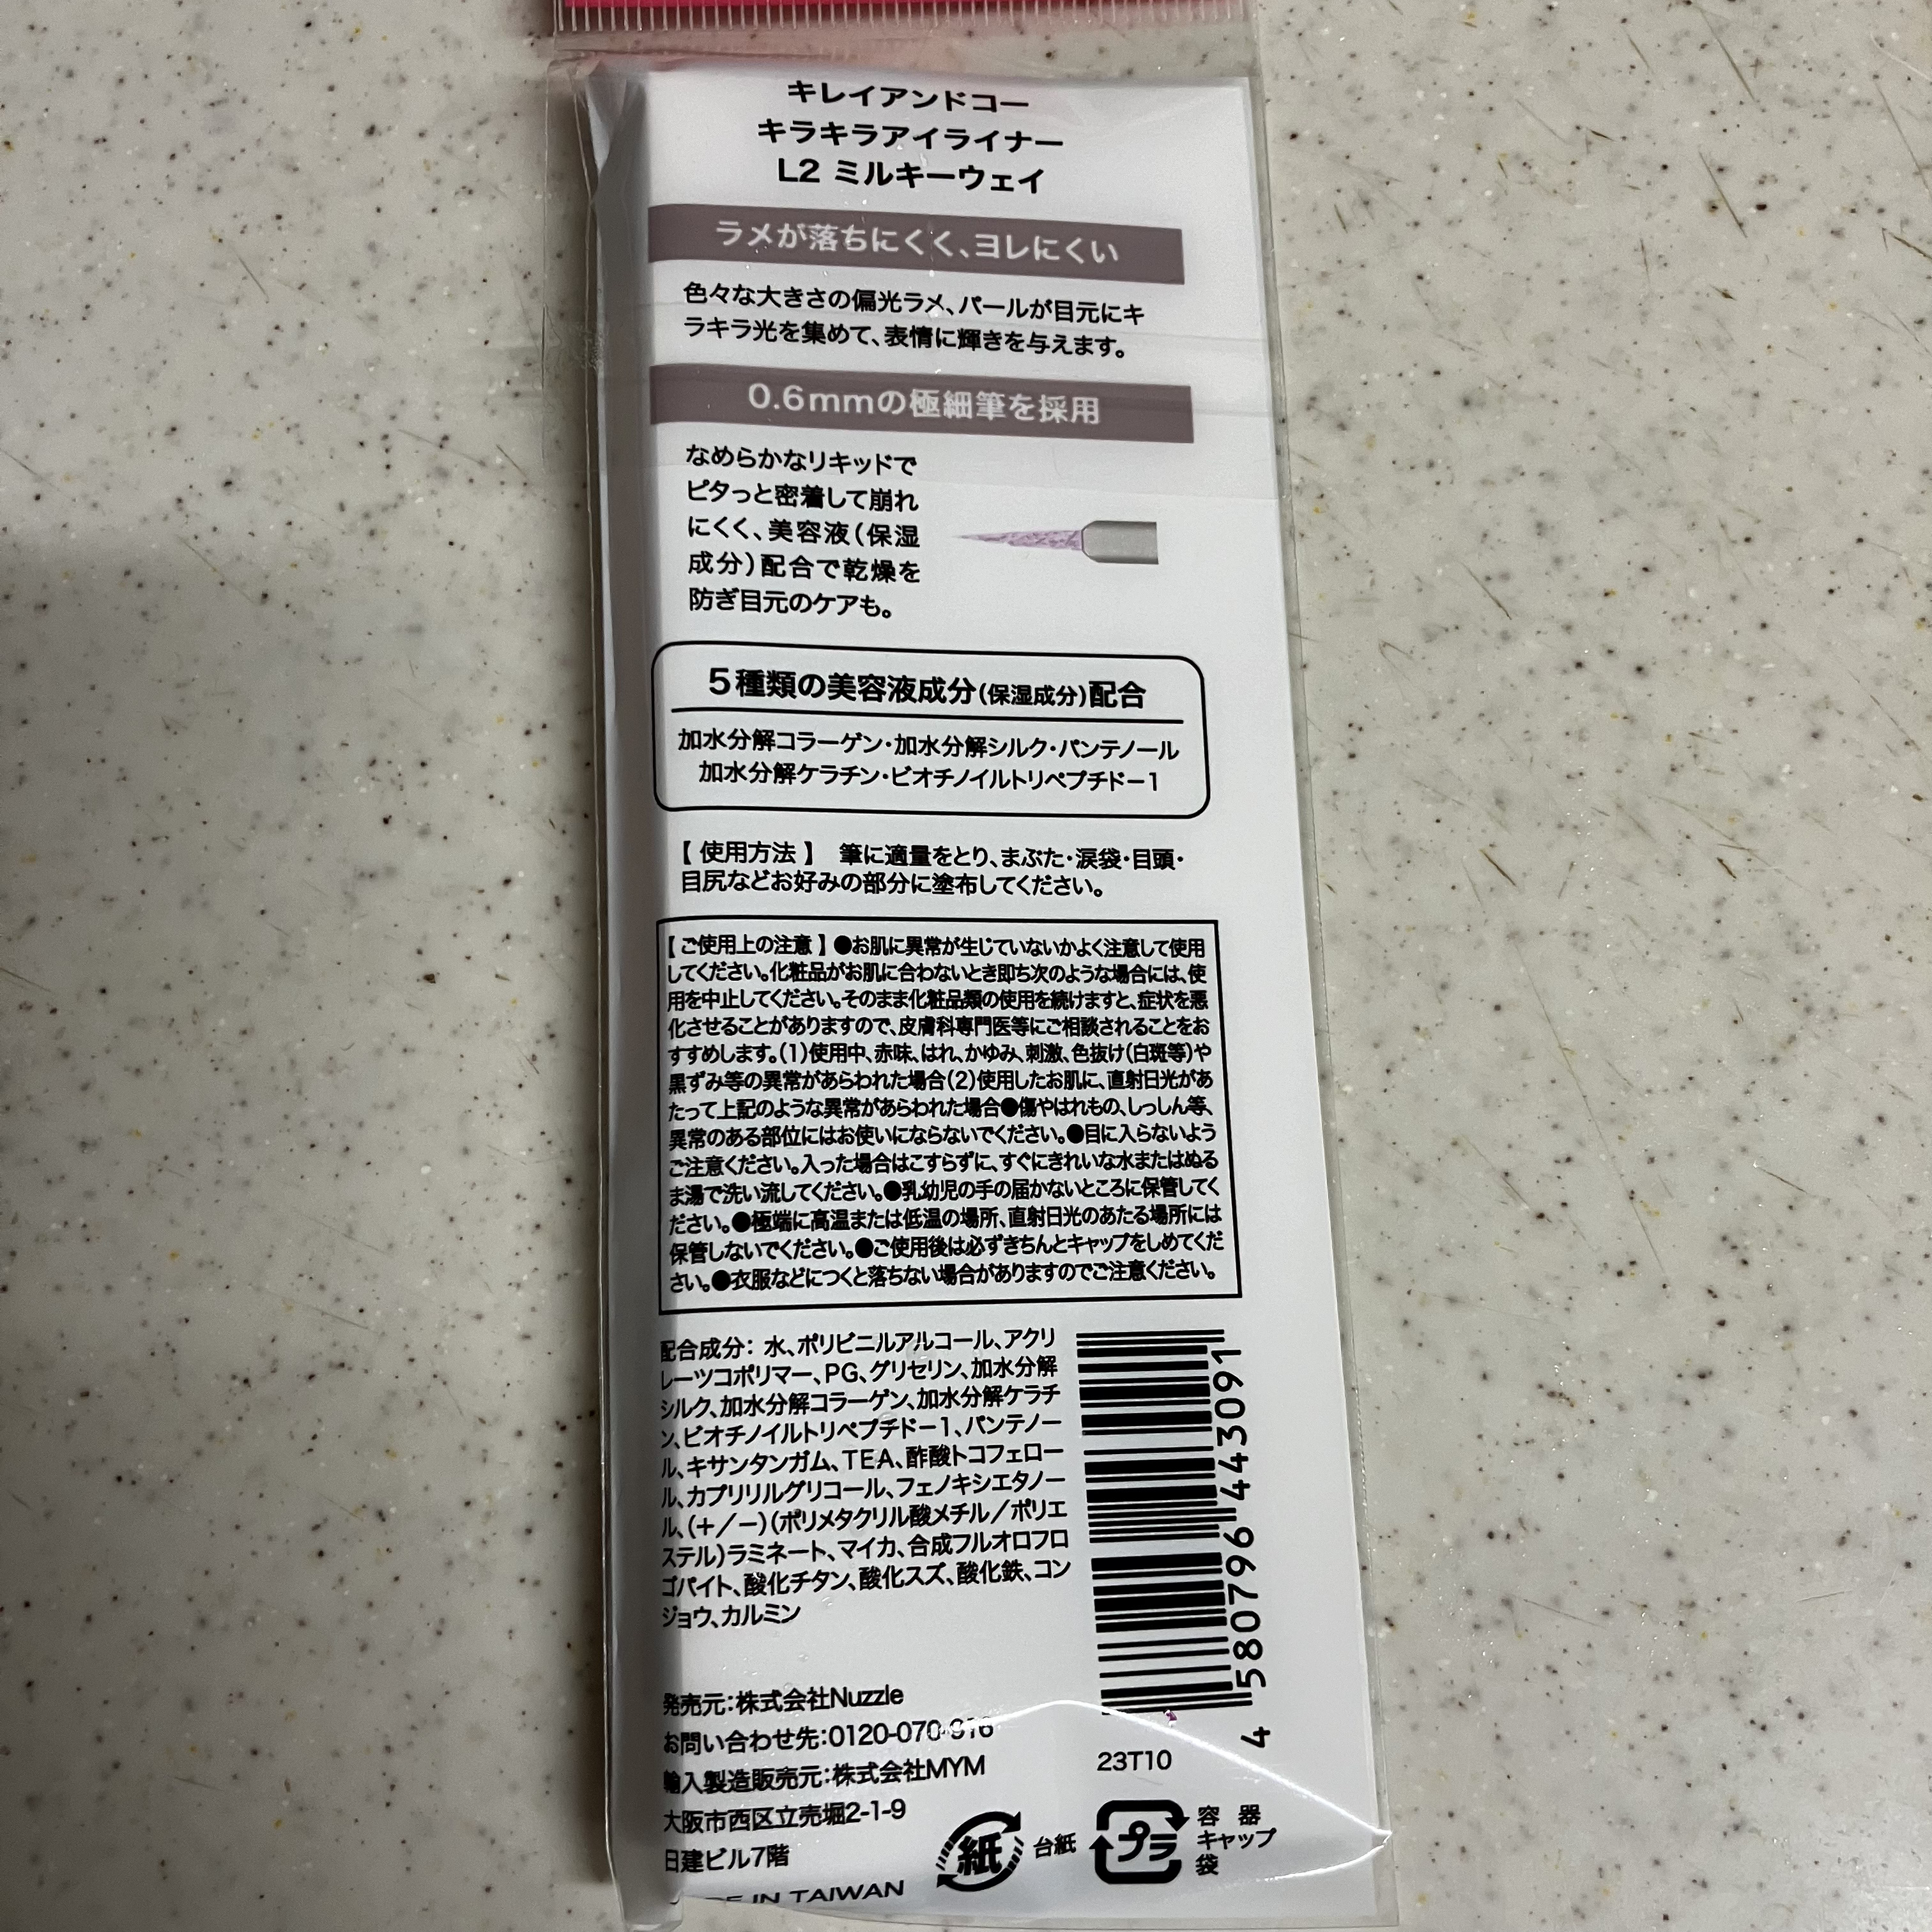 キレイアンドコー
キラキラアイライナー
L2 ミルキーウェイ
ラメが落ちにくく、ヨレにくい
色々な大きさの偏光ラメ、パールが目元にキ
ラキラ光を集めて、表情に輝きを与えます。
0.6mmの極細筆を採用
なめらかなリキッドで
ピタっと密着して崩れ
にくく、美容液(保湿
成分)配合で乾燥を
防ぎ目元のケアも。
5種類の美容液成分(保湿成分)配合
加水分解コラーゲン・加水分解シルク・パンテノール
加水分解ケラチン・ビオチノイルトリペプチドー1
【 使用方法 】 筆に適量をとり、まぶた・涙袋・目頭・
目尻などお好みの部分に塗布してください。
【 ご使用上の注意 】●お肌に異常が生じていないかよく注意して使用
してください。化粧品がお肌に合わないとき即ち次のような場合には、使
用を中止してください。そのまま化粧品類の使用を続けますと、症状を悪
化させることがありますので、皮膚科専門医等にご相談されることをお
すすめします。(1)使用中、赤味、はれ、かゆみ、刺激、色抜け(白斑等)や
黒ずみ等の異常があらわれた場合(2)使用したお肌に、直射日光があ
たって上記のような異常があらわれた場合●傷やはれもの、しっしん等、
異常のある部位にはお使いにならないでください。●目に入らないよう
ご注意ください。入った場合はこすらずに、すぐにきれいな水またはぬる
ま湯で洗い流してください。●乳幼児の手の届かないところに保管してく
ださい。●極端に高温または低温の場所、直射日光のあたる場所には
保管しないでください。●ご使用後は必ずきちんとキャップをしめてくだ
さい。●衣服などにつくと落ちない場合がありますのでご注意ください。
配合成分: 水、ポリビニルアルコール、アクリ
レーツコポリマー、PG、グリセリン、加水分解
シルク、加水分解コラーゲン、加水分解ケラチ
ン、ビオチノイルトリペプチドー1、パンテノー
ル、キサンタンガム、TEA、酢酸トコフェロー
ル、カプリリルグリコール、フェノキシエタノー
ル、(+/−)(ポリメタクリル酸メチル/ポリエ
ステル)ラミネート、マイカ、合成フルオロフロ
ゴパイト、酸化チタン、酸化スズ、酸化鉄、コン
ジョウ、カルミン
4 580796 443091
発売元:株式会社Nuzzle
お問い合わせ先:0120-070-916
輸入製造販売元:株式会社MYM
大阪市西区立売堀2-1-9
日建ビル7階
IN TAIWAN
23T10
紙
台紙
プラ
容 器
キャップ
袋